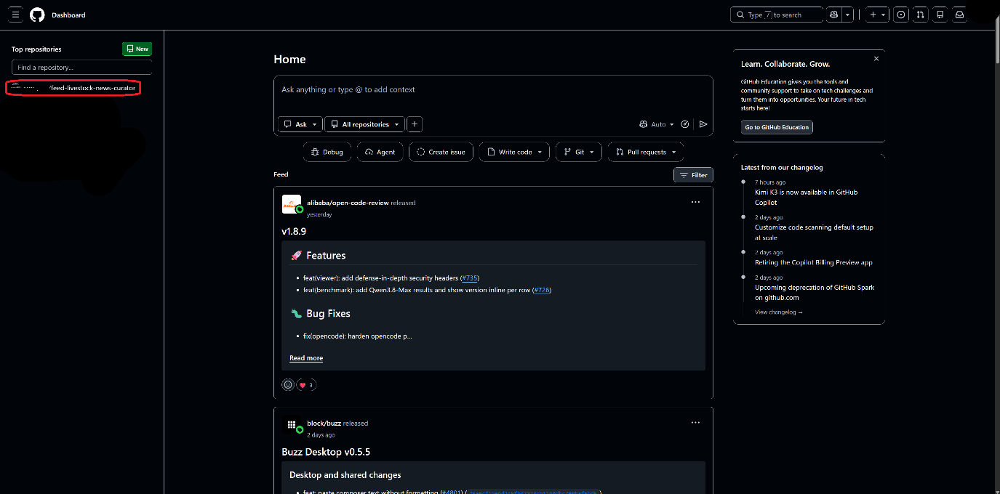 Dashboard
Type / to search
Top repositories
New
Find a repository...
/feed-livestock-news-curator
Home
Ask anything or type @ to add context
Ask
All repositories
Auto
Debug
Agent
Create issue
Write code
Git
Pull requests
Feed
Filter
alibaba/open-code-review released
yesterday
v1.8.9
🚀 Features
• feat(viewer): add defense-in-depth security headers (#735)
• feat(benchmark): add Qwen3.8-Max results and show version inline per row (#726)
🐛 Bug Fixes
• fix(opencode): harden opencode p...
Read more
3
block/buzz released
2 days ago
Buzz Desktop v0.5.5
Desktop and shared changes
• feat: paste composer text without formatting (#4801)
Learn. Collaborate. Grow.
GitHub Education gives you the tools and
community support to take on tech challenges and
turn them into opportunities. Your future in tech
starts here!
Go to GitHub Education
Latest from our changelog
7 hours ago
Kimi K3 is now available in GitHub
Copilot
2 days ago
Customize code scanning default setup
at scale
2 days ago
Retiring the Copilot Billing Preview app
2 days ago
Upcoming deprecation of GitHub Spark
on github.com
View changelog →